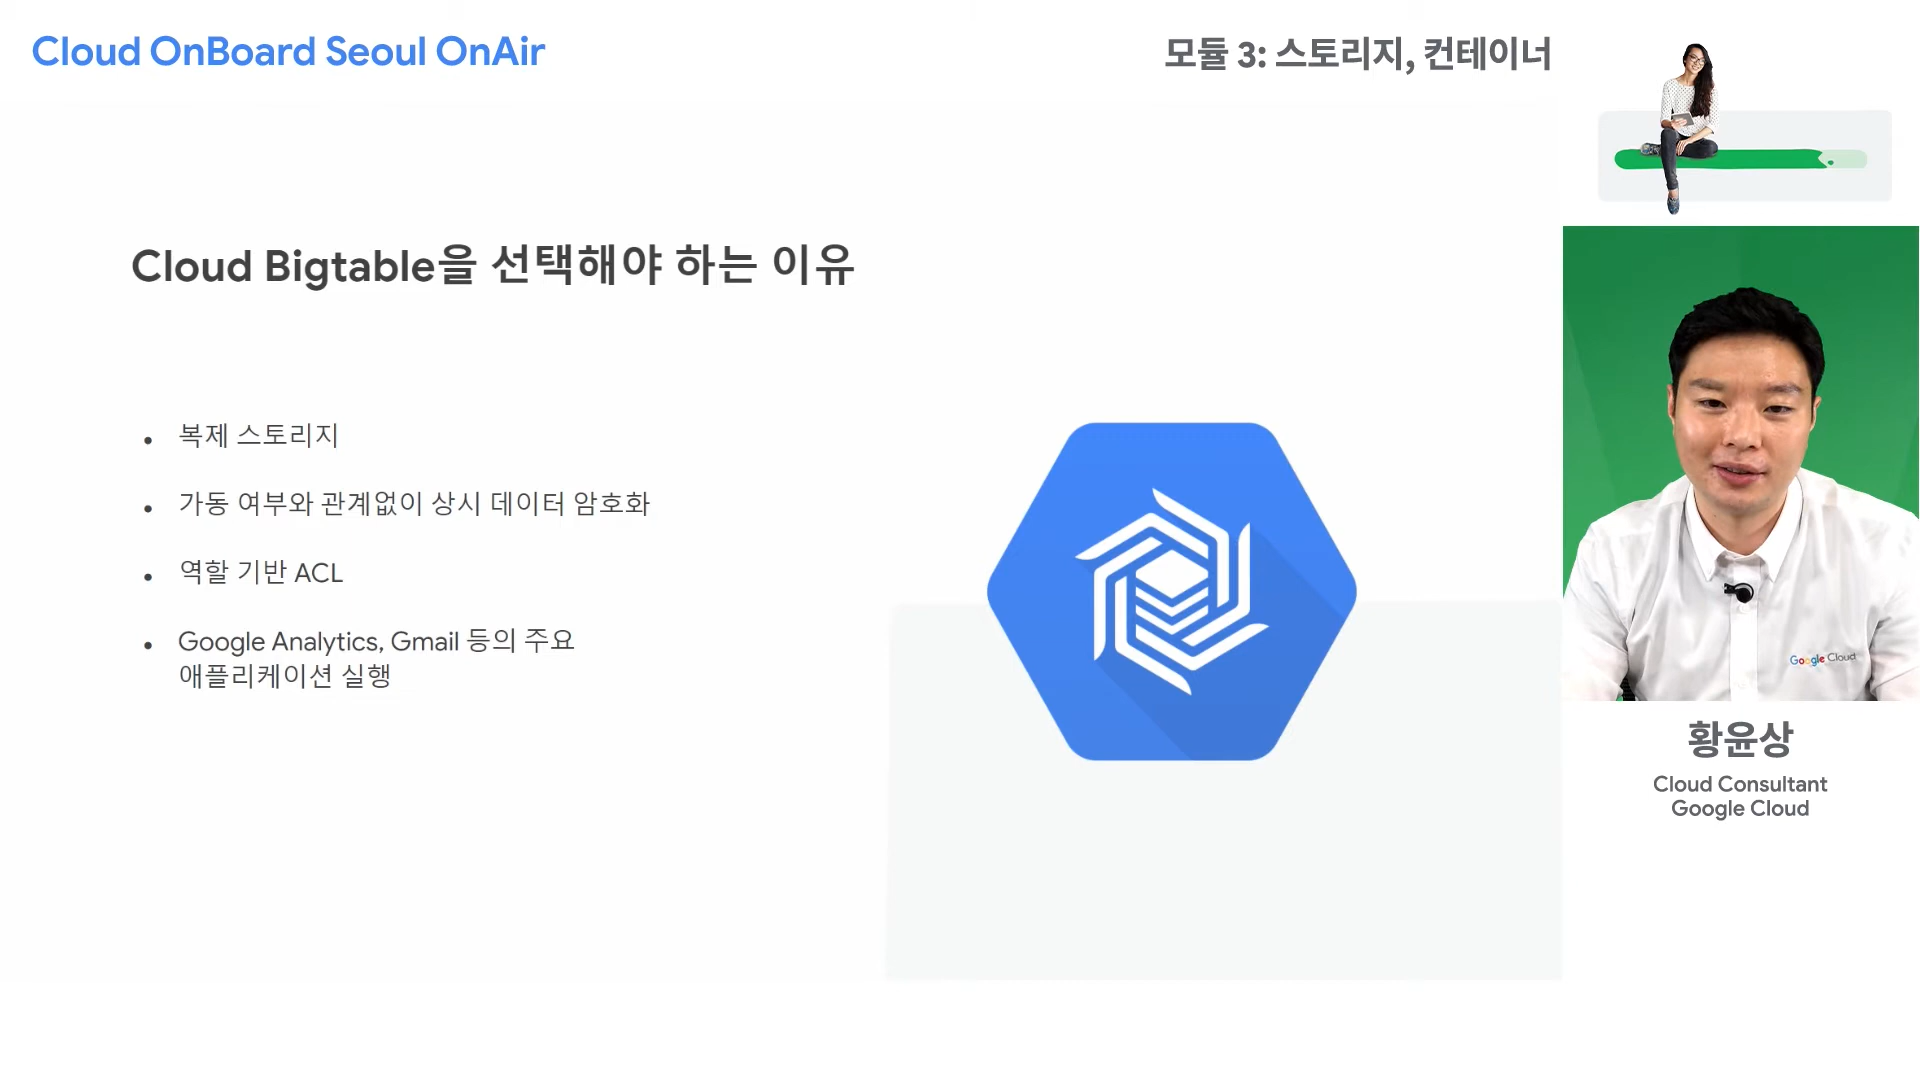 Cloud OnBoard Seoul OnAir
모듈 3: 스토리지, 컨테이너
Cloud Bigtable을 선택해야 하는 이유
• 복제 스토리지
• 가동 여부와 관계없이 상시 데이터 암호화
• 역할 기반 ACL
• Google Analytics, Gmail 등의 주요
애플리케이션 실행
Google Cloud
황윤상
Cloud Consultant
Google Cloud